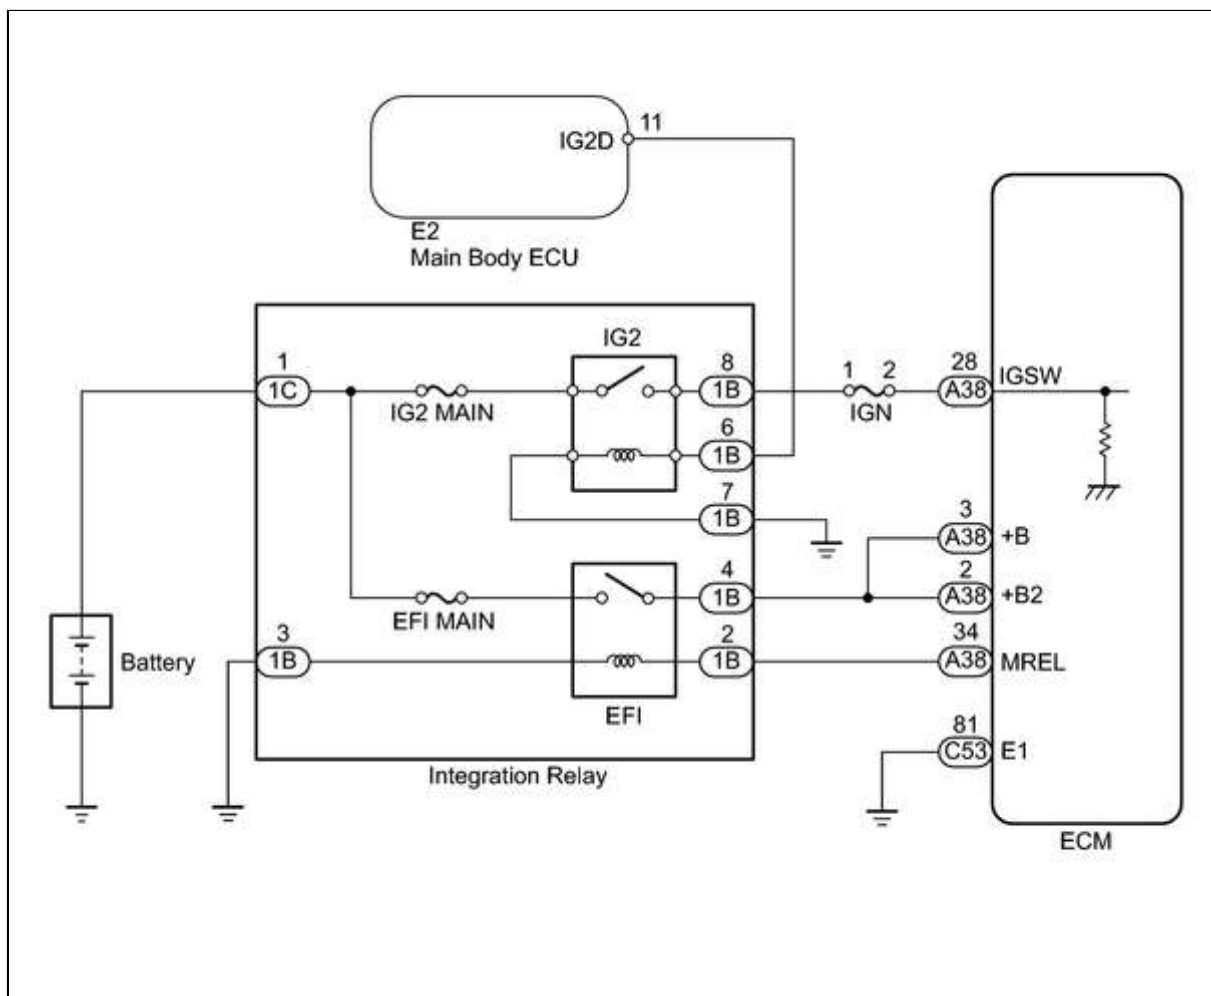 11
IG2D
E2
Main Body ECU
IG2
1
8
1 2
28
IGSW
1C
1B
A38
IG2 MAIN
IGN
6
1B
7
1B
3
A38 +B
4
2
1B
A38 +B2
EFI MAIN
3
2
34
Battery
1B
1B
A38 MREL
EFI
81
C53 E1
Integration Relay
ECM